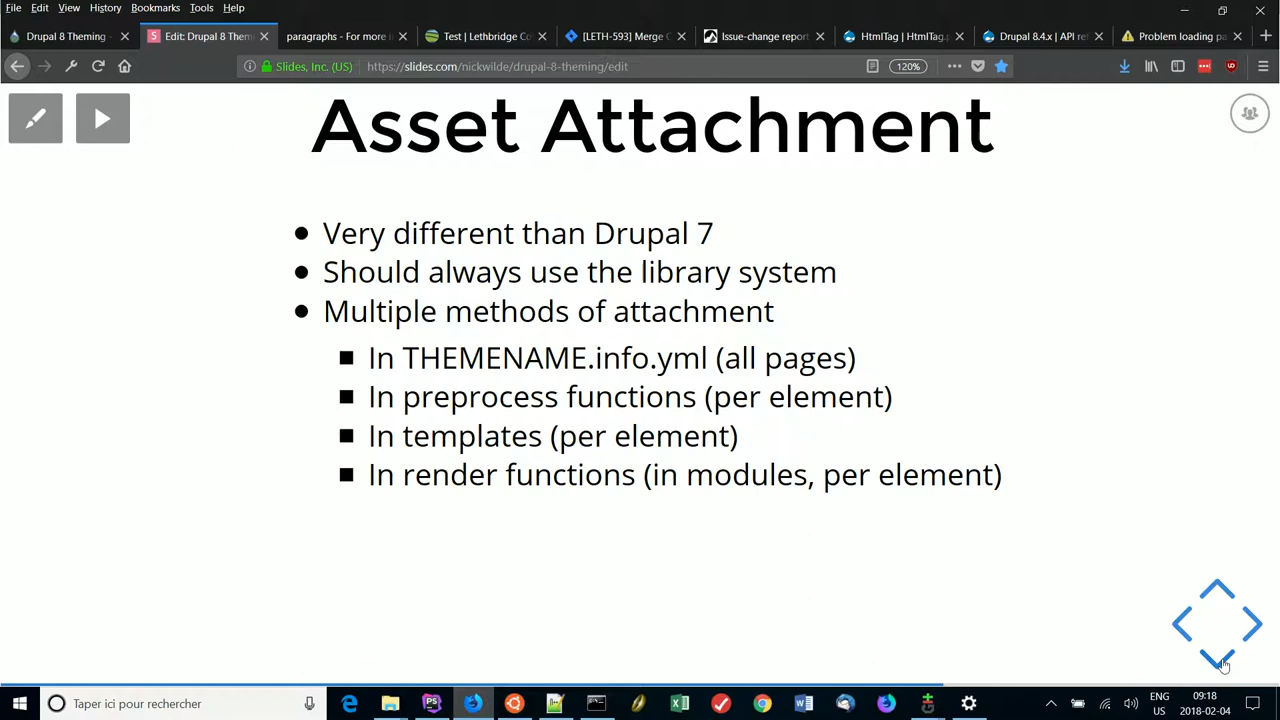 File Edit View History Bookmarks Tools Help
Drupal 8 Theming
Edit: Drupal 8 Them
paragraphs - For more i
Test | Lethbridge Co
[LETH-593] Merge C
Issue-change report
HtmlTag | HtmlTag.p
Drupal 8.4.x | API ref
Problem loading pa
Slides, Inc. (US) https://slides.com/nickwilde/drupal-8-theming/edit 120%
Asset Attachment
Very different than Drupal 7
Should always use the library system
Multiple methods of attachment
In THEMENAME.info.yml (all pages)
In preprocess functions (per element)
In templates (per element)
In render functions (in modules, per element)
Taper ici pour rechercher
ENG
US
09:18
2018-02-04